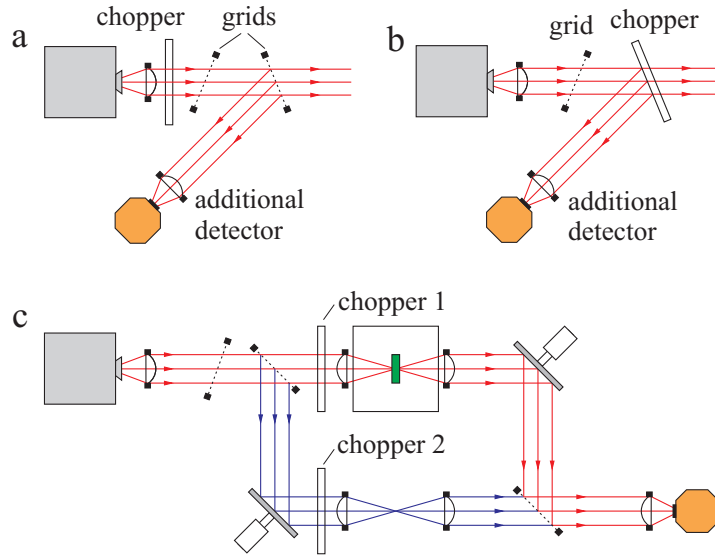 a
chopper
grids
additional
detector
b
grid
chopper
additional
detector
c
chopper 1
chopper 2